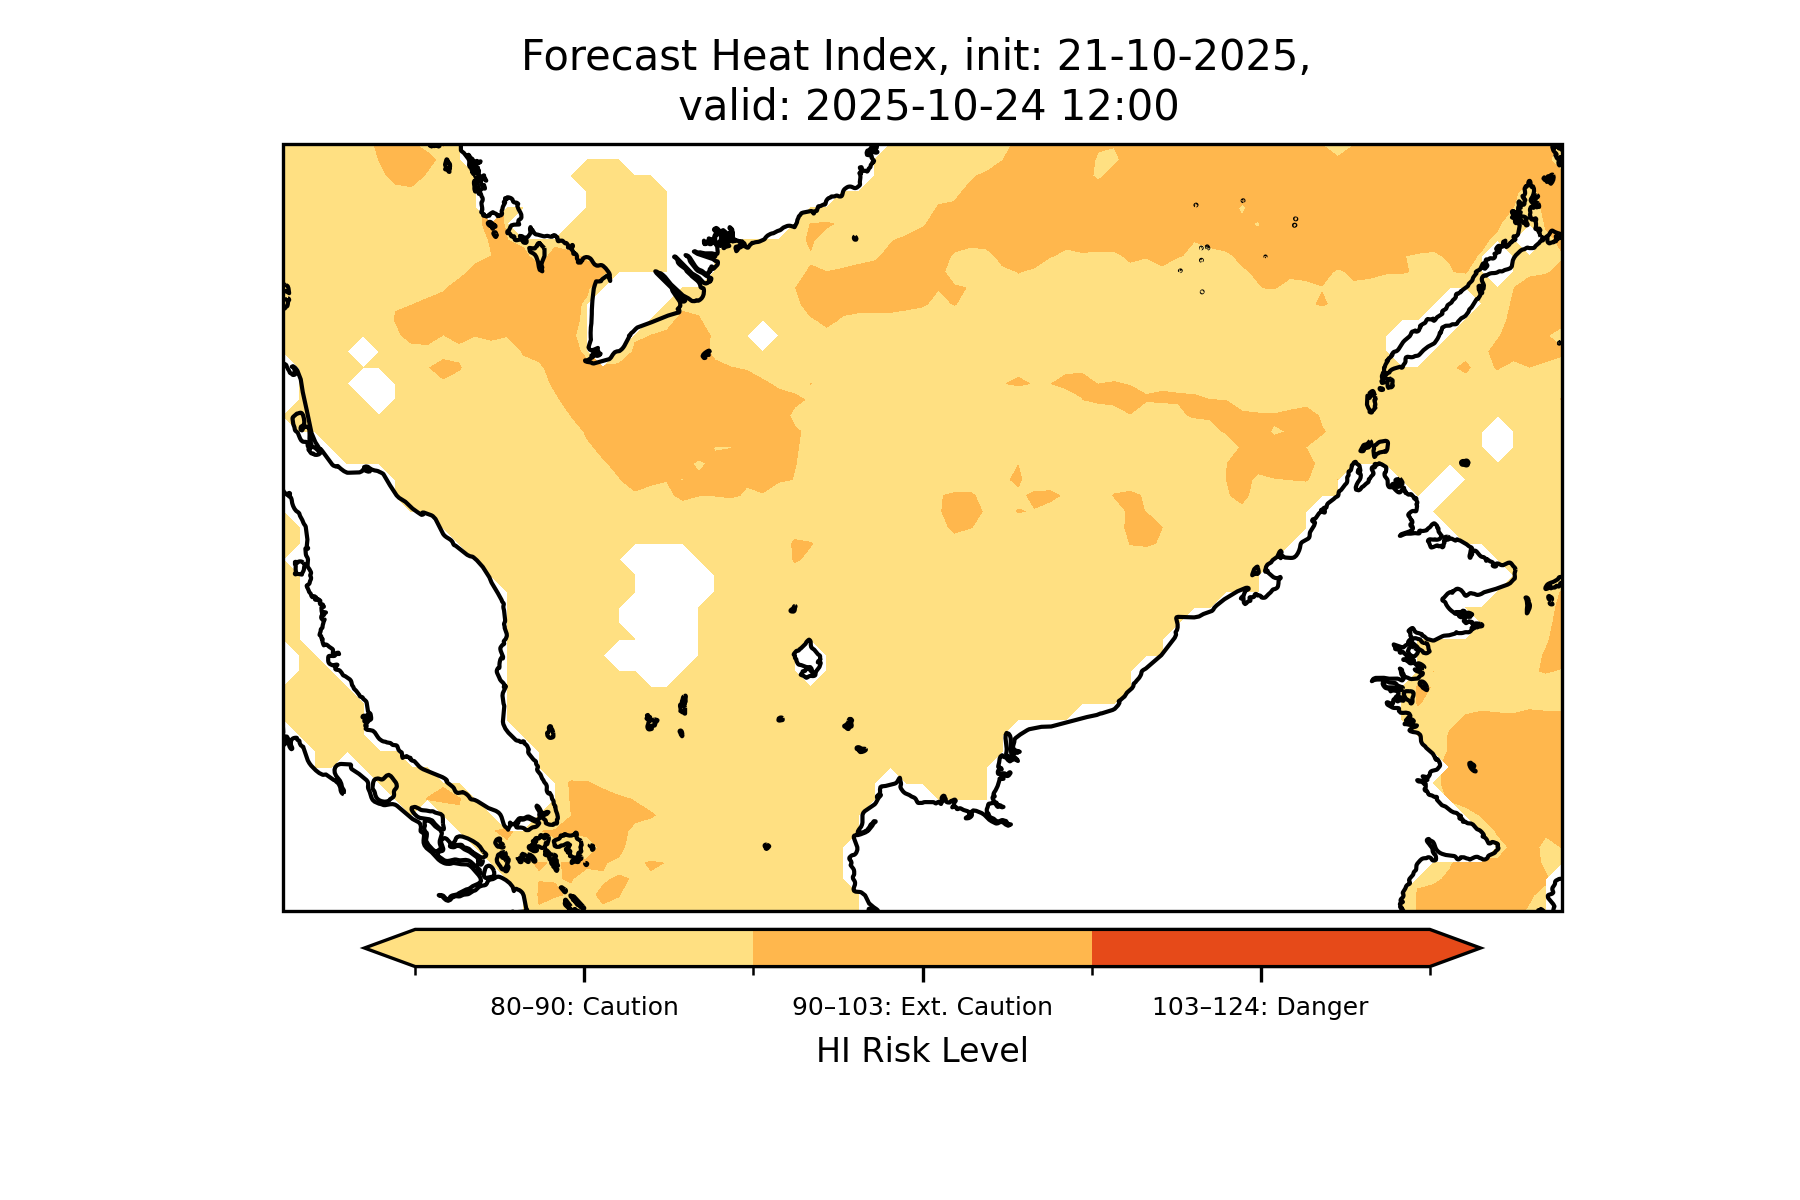 Forecast Heat Index, init: 21-10-2025,
valid: 2025-10-24 12:00
80–90: Caution
90–103: Ext. Caution
103–124: Danger
HI Risk Level